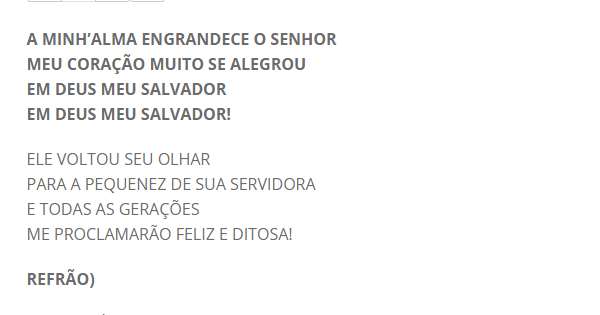 A MINH’ALMA ENGRANDECE O SENHOR
MEU CORAÇÃO MUITO SE ALEGROU
EM DEUS MEU SALVADOR
EM DEUS MEU SALVADOR!
ELE VOLTOU SEU OLHAR
PARA A PEQUENEZ DE SUA SERVIDORA
E TODAS AS GERAÇÕES
ME PROCLAMARÃO FELIZ E DITOSA!
REFRÃO)